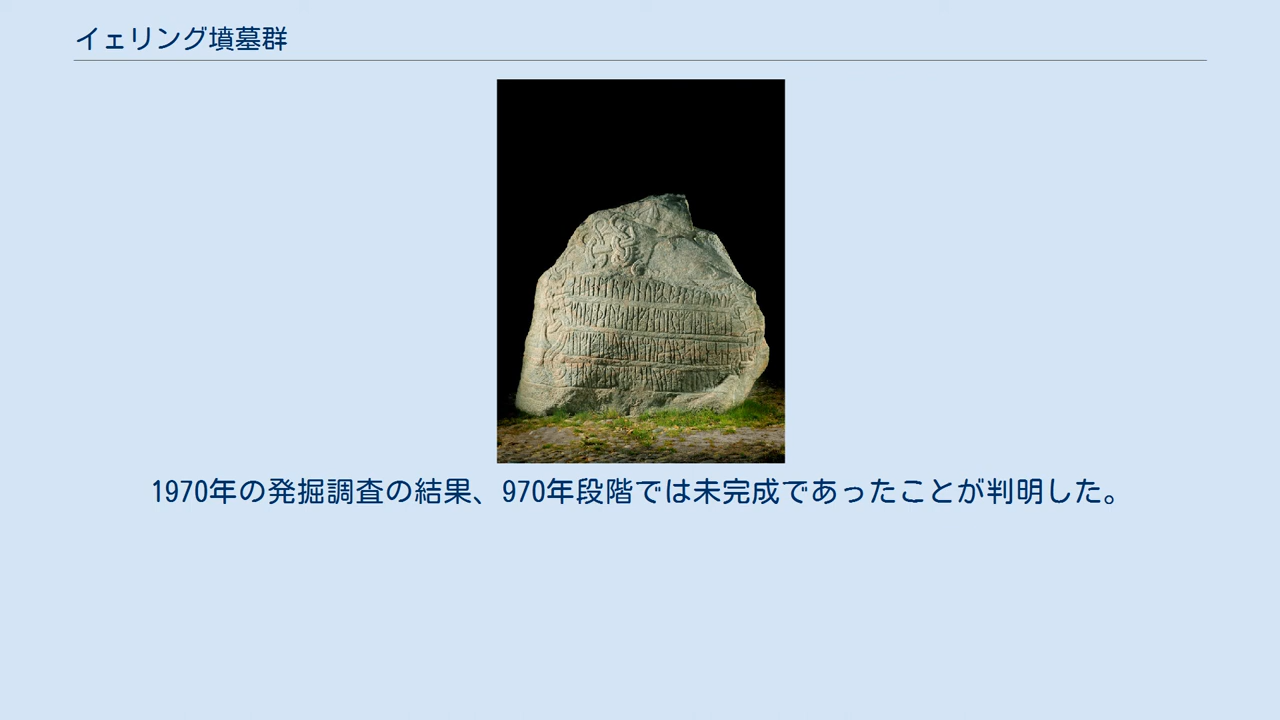 イェリング墳墓群
1970年の発掘調査の結果、970年段階では未完成であったことが判明した。